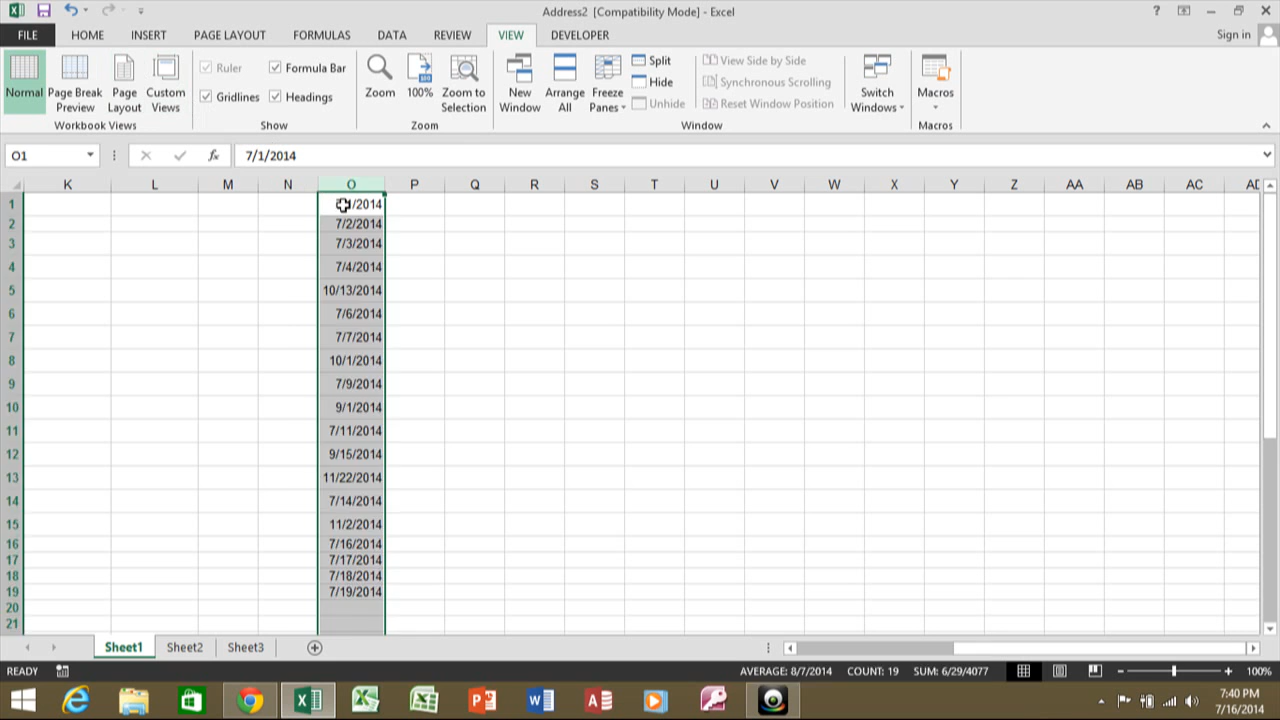 Address2 [Compatibility Mode] - Excel
? 
Sign in
FILE HOME INSERT PAGE LAYOUT FORMULAS DATA REVIEW VIEW DEVELOPER
Normal Page Break Preview Page Layout Custom Views
Workbook Views
Ruler Formula Bar
Gridlines Headings
Show
Zoom 100% Zoom to Selection
Zoom
New Window Arrange All Freeze Panes
Split
Hide
Unhide
View Side by Side
Synchronous Scrolling
Reset Window Position
Window
Switch Windows
Macros
Macros
O1 fx 7/1/2014
K L M N O P Q R S T U V W X Y Z AA AB AC
1 /2014
2 7/2/2014
3 7/3/2014
4 7/4/2014
5 10/13/2014
6 7/6/2014
7 7/7/2014
8 10/1/2014
9 7/9/2014
10 9/1/2014
11 7/11/2014
12 9/15/2014
13 11/22/2014
14 7/14/2014
15 11/2/2014
16 7/16/2014
17 7/17/2014
18 7/18/2014
19 7/19/2014
20
21
Sheet1 Sheet2 Sheet3
READY AVERAGE: 8/7/2014 COUNT: 19 SUM: 6/29/4077 100%
7:40 PM
7/16/2014